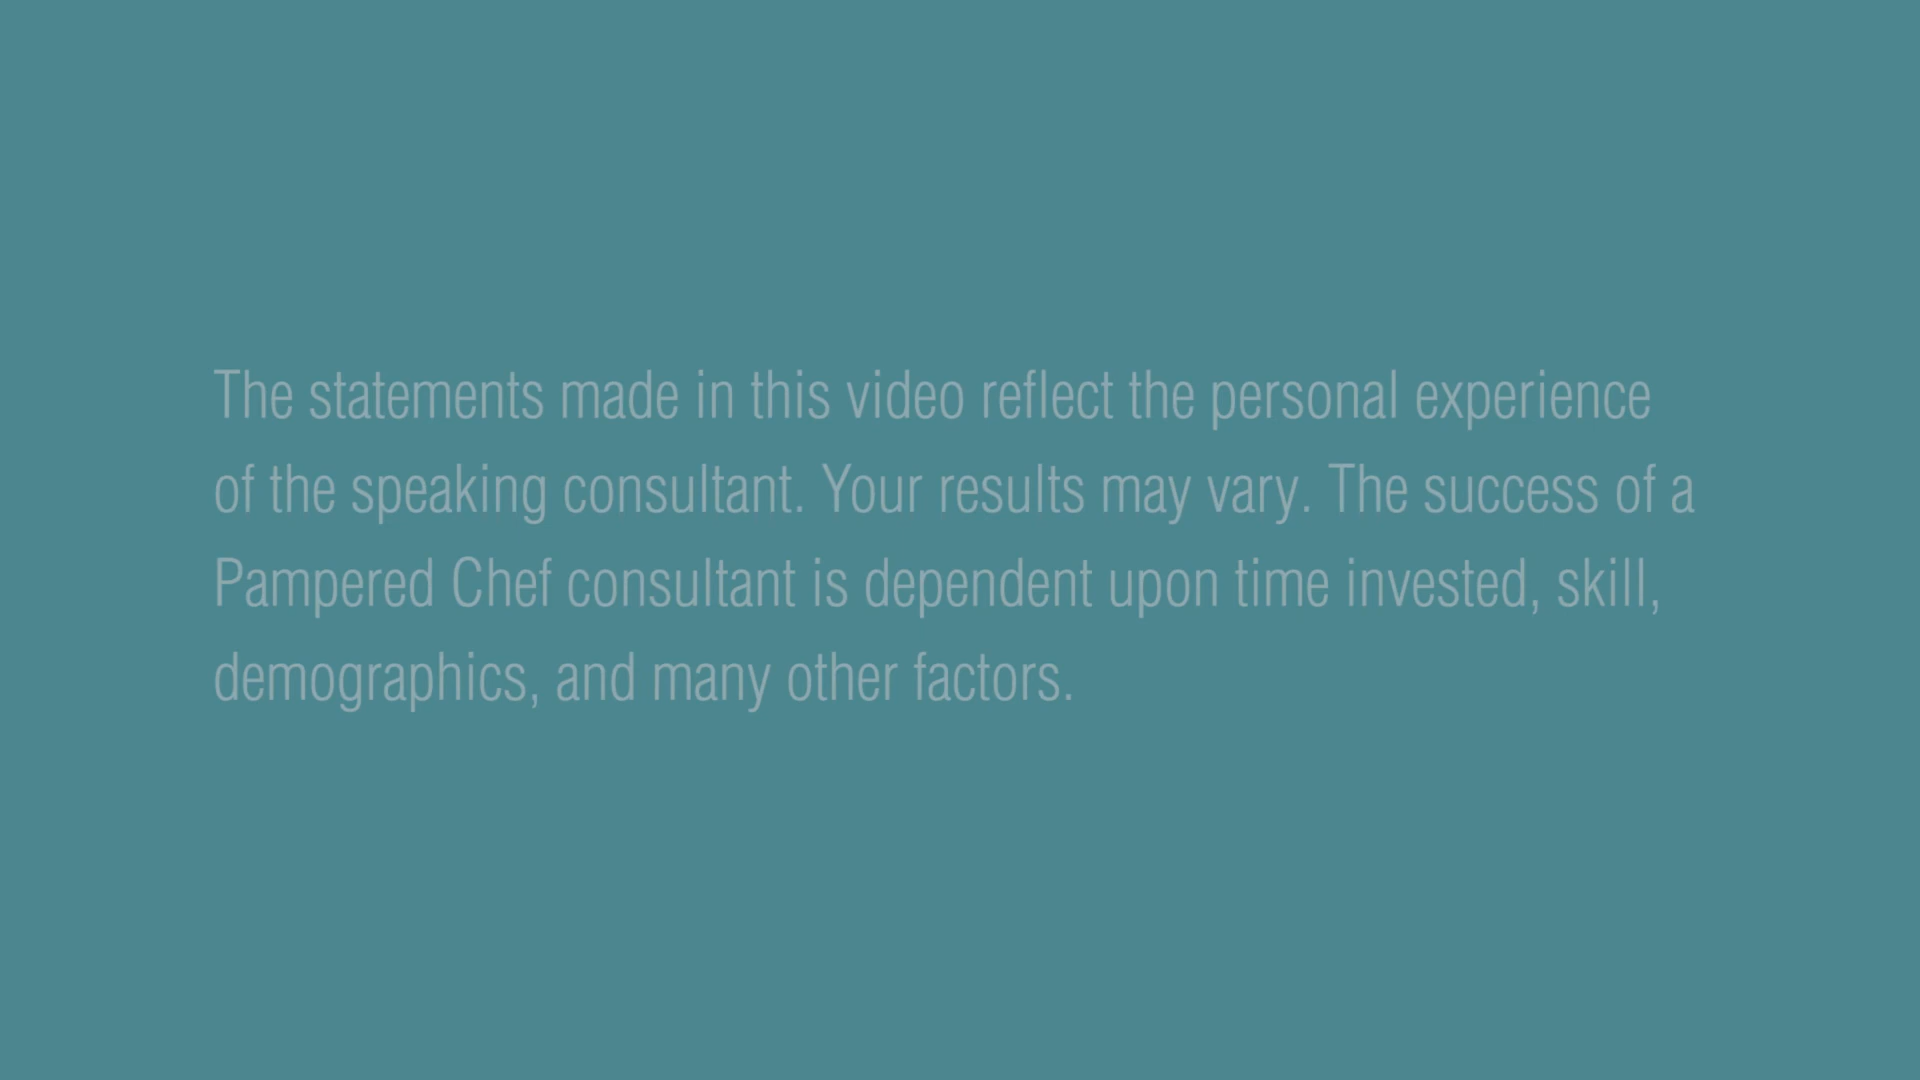 The statements made in this video reflect the personal experience
of the speaking consultant. Your results may vary. The success of a
Pampered Chef consultant is dependent upon time invested, skill,
demographics, and many other factors.